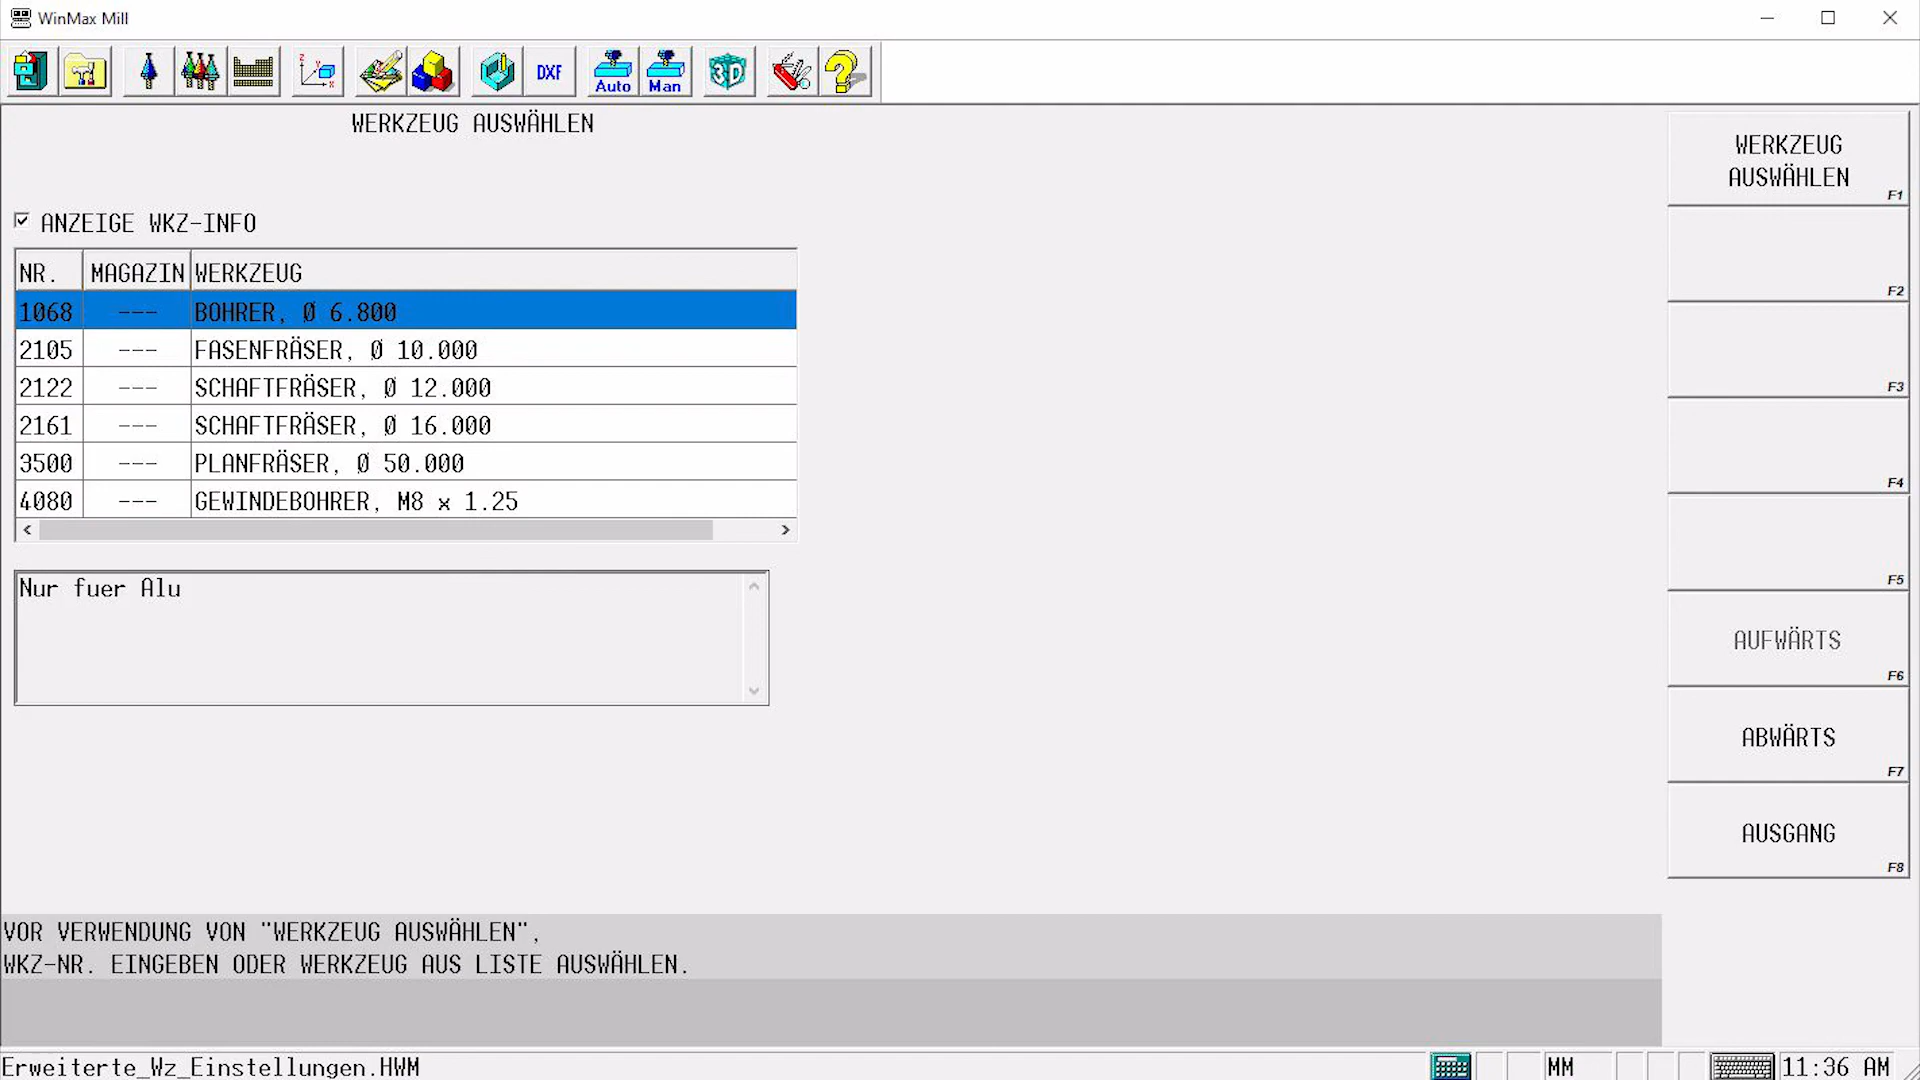 WinMax Mill
DXF
Auto
Man
3D
WERKZEUG AUSWÄHLEN
ANZEIGE WKZ-INFO
NR. MAGAZIN WERKZEUG
1068 --- BOHRER, Ø 6.800
2105 --- FASENFRÄSER, Ø 10.000
2122 --- SCHAFTFRÄSER, Ø 12.000
2161 --- SCHAFTFRÄSER, Ø 16.000
3500 --- PLANFRÄSER, Ø 50.000
4080 --- GEWINDEBOHRER, M8 x 1.25
Nur fuer Alu
WERKZEUG
AUSWÄHLEN
F1
F2
F3
F4
F5
AUFWÄRTS
F6
ABWÄRTS
F7
AUSGANG
F8
VOR VERWENDUNG VON "WERKZEUG AUSWÄHLEN",
WKZ-NR. EINGEBEN ODER WERKZEUG AUS LISTE AUSWÄHLEN.
Erweiterte_Wz_Einstellungen.HWM
MM
11:36 AM